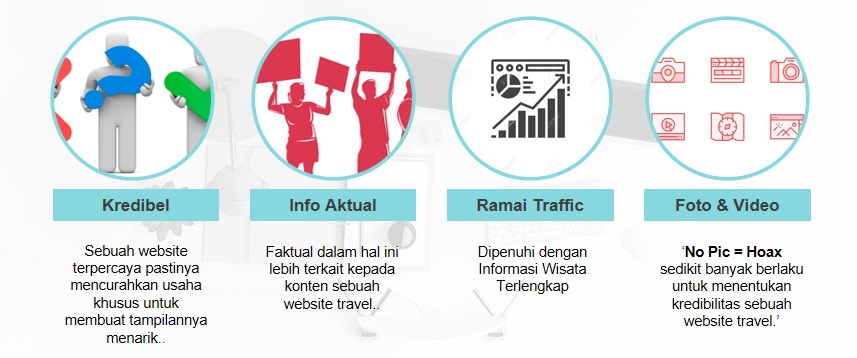 Kredibel
Sebuah website
terpercaya pastinya
mencurahkan usaha
khusus untuk
membuat tampilannya
menarik..
Info Aktual
Faktual dalam hal ini
lebih terkait kepada
konten sebuah
website travel..
Ramai Traffic
Dipenuhi dengan
Informasi Wisata
Terlengkap
Foto & Video
‘No Pic = Hoax
sedikit banyak berlaku
untuk menentukan
kredibilitas sebuah
website travel.’